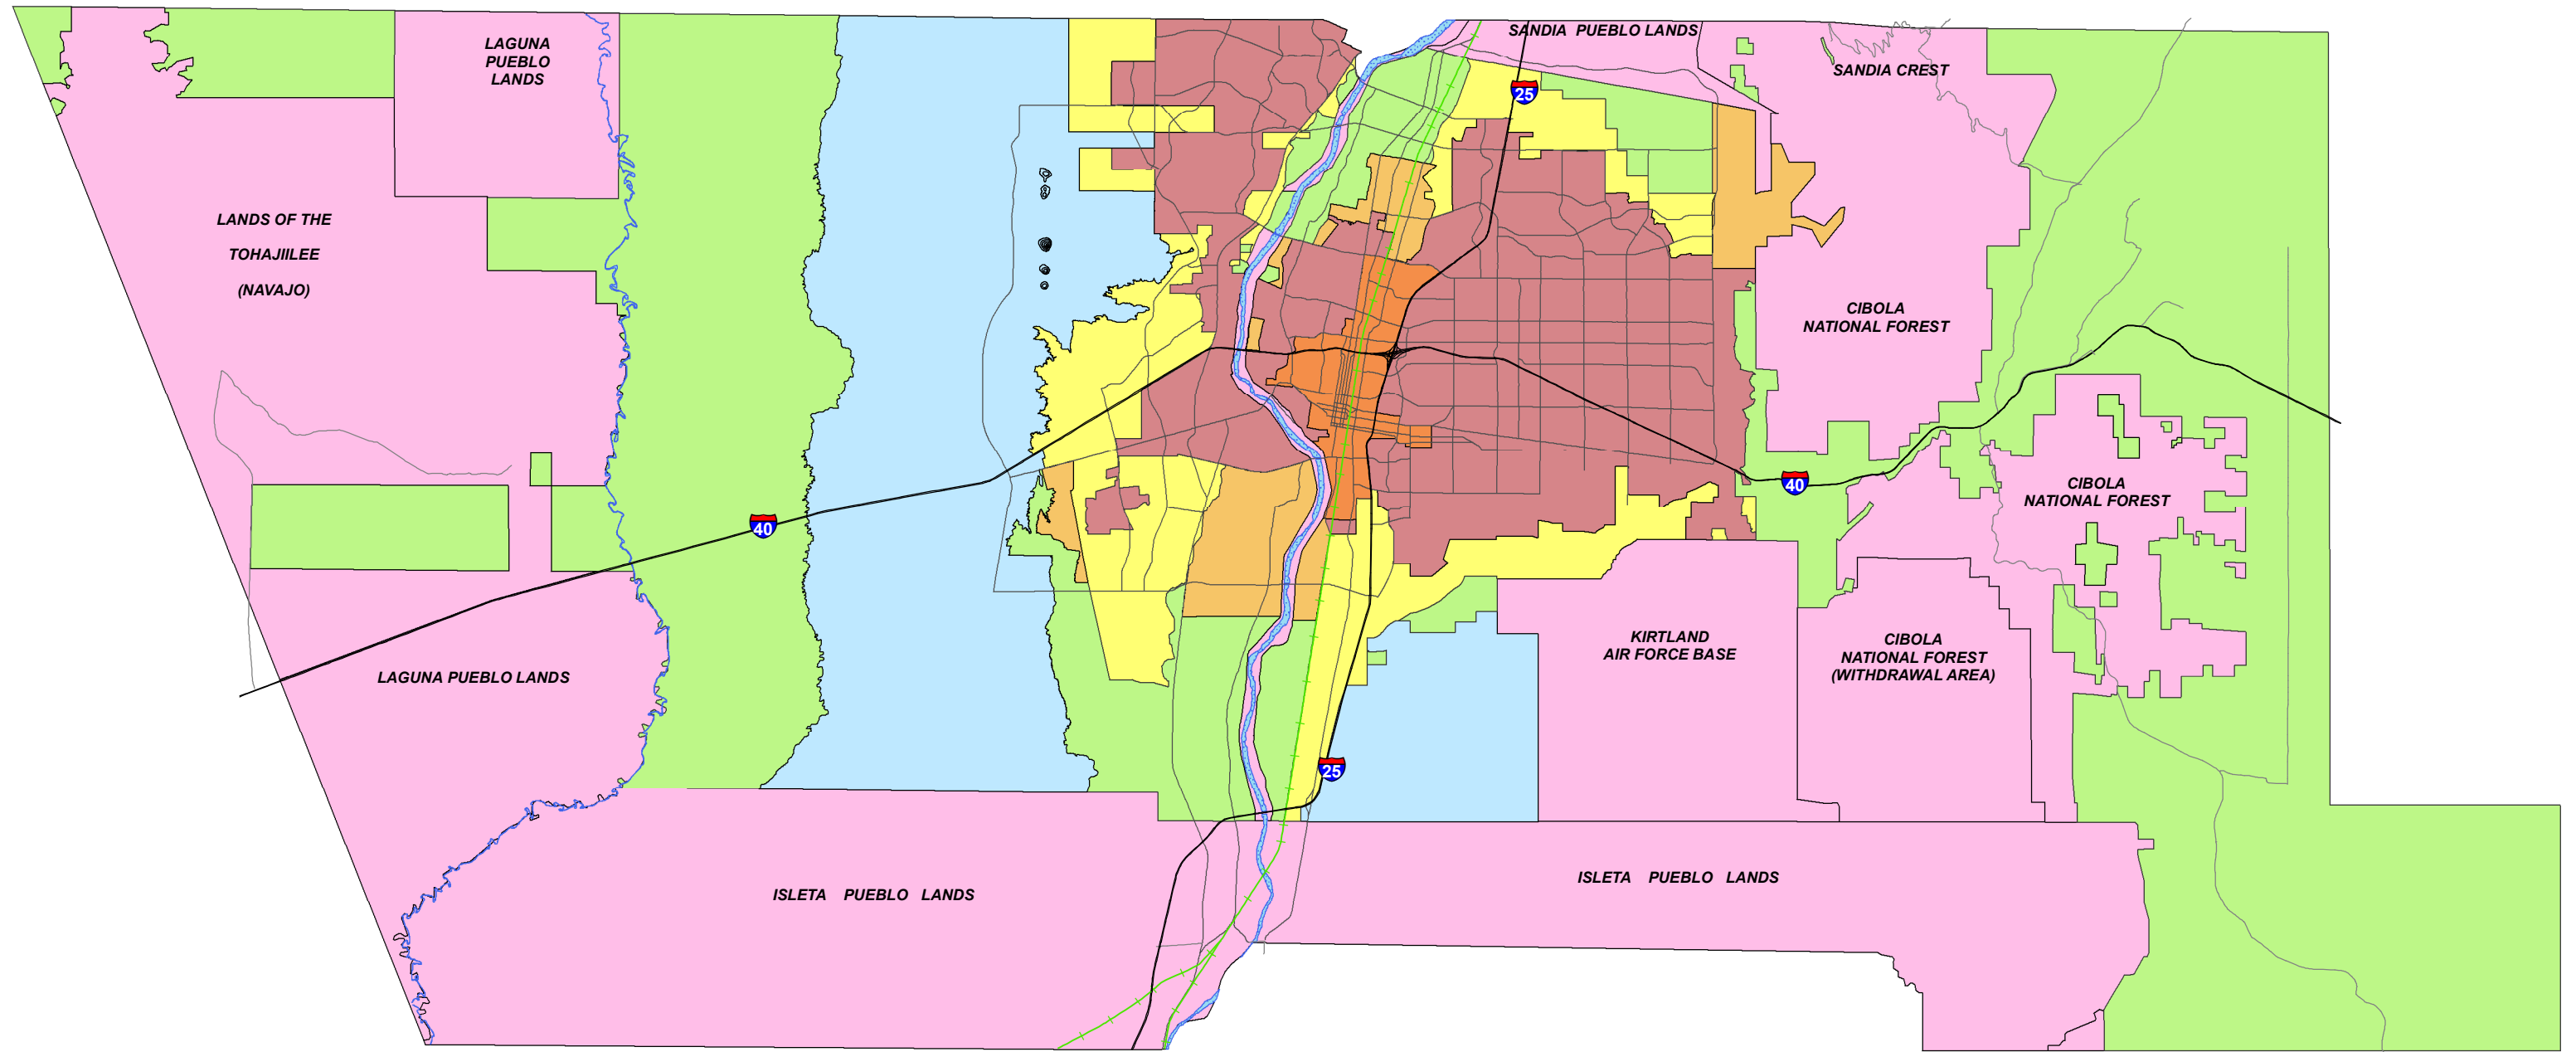 LAGUNA
PUEBLO
LANDS
SANDIA PUEBLO LANDS
SANDIA CREST
25
LANDS OF THE
TOHAJIILEE
(NAVAJO)
CIBOLA
NATIONAL FOREST
40
CIBOLA
NATIONAL FOREST
40
KIRTLAND
AIR FORCE BASE
CIBOLA
NATIONAL FOREST
(WITHDRAWAL AREA)
LAGUNA PUEBLO LANDS
25
ISLETA PUEBLO LANDS
ISLETA PUEBLO LANDS